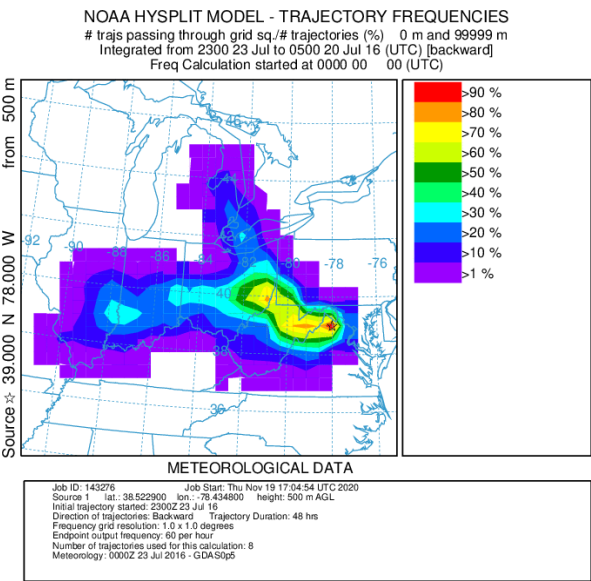 NOAA HYSPLIT MODEL - TRAJECTORY FREQUENCIES
# trajs passing through grid sq./# trajectories (%) 0 m and 99999 m
Integrated from 2300 23 Jul to 0500 20 Jul 16 (UTC) [backward]
Freq Calculation started at 0000 00 00 (UTC)
Source ☆ 39.000 N 78.000 W from 500 m
46
44
42
-92
-90
-88
-86
-84
-82
-80
-78
-76
40
38
36
>90 %
>80 %
>70 %
>60 %
>50 %
>40 %
>30 %
>20 %
>10 %
>1 %
METEOROLOGICAL DATA
Job ID: 143276 Job Start: Thu Nov 19 17:04:54 UTC 2020
Source 1 lat.: 38.522900 lon.: -78.434800 height: 500 m AGL
Initial trajectory started: 2300Z 23 Jul 16
Direction of trajectories: Backward Trajectory Duration: 48 hrs
Frequency grid resolution: 1.0 x 1.0 degrees
Endpoint output frequency: 60 per hour
Number of trajectories used for this calculation: 8
Meteorology: 0000Z 23 Jul 2016 - GDAS0p5